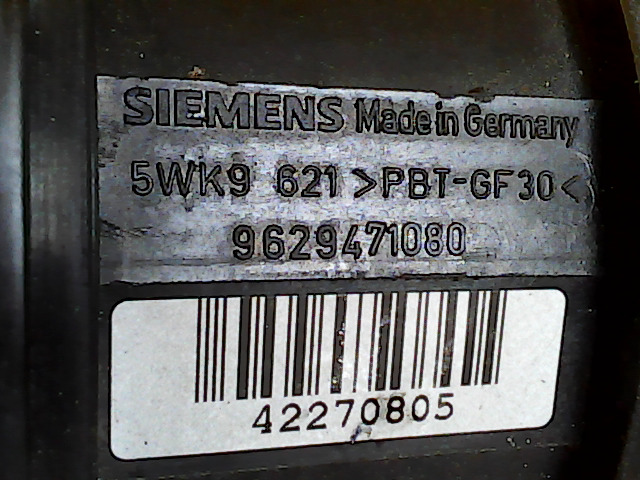 SIEMENS Made in Germany
5WK9 621 >PBT-GF30<
9629471080
42270805